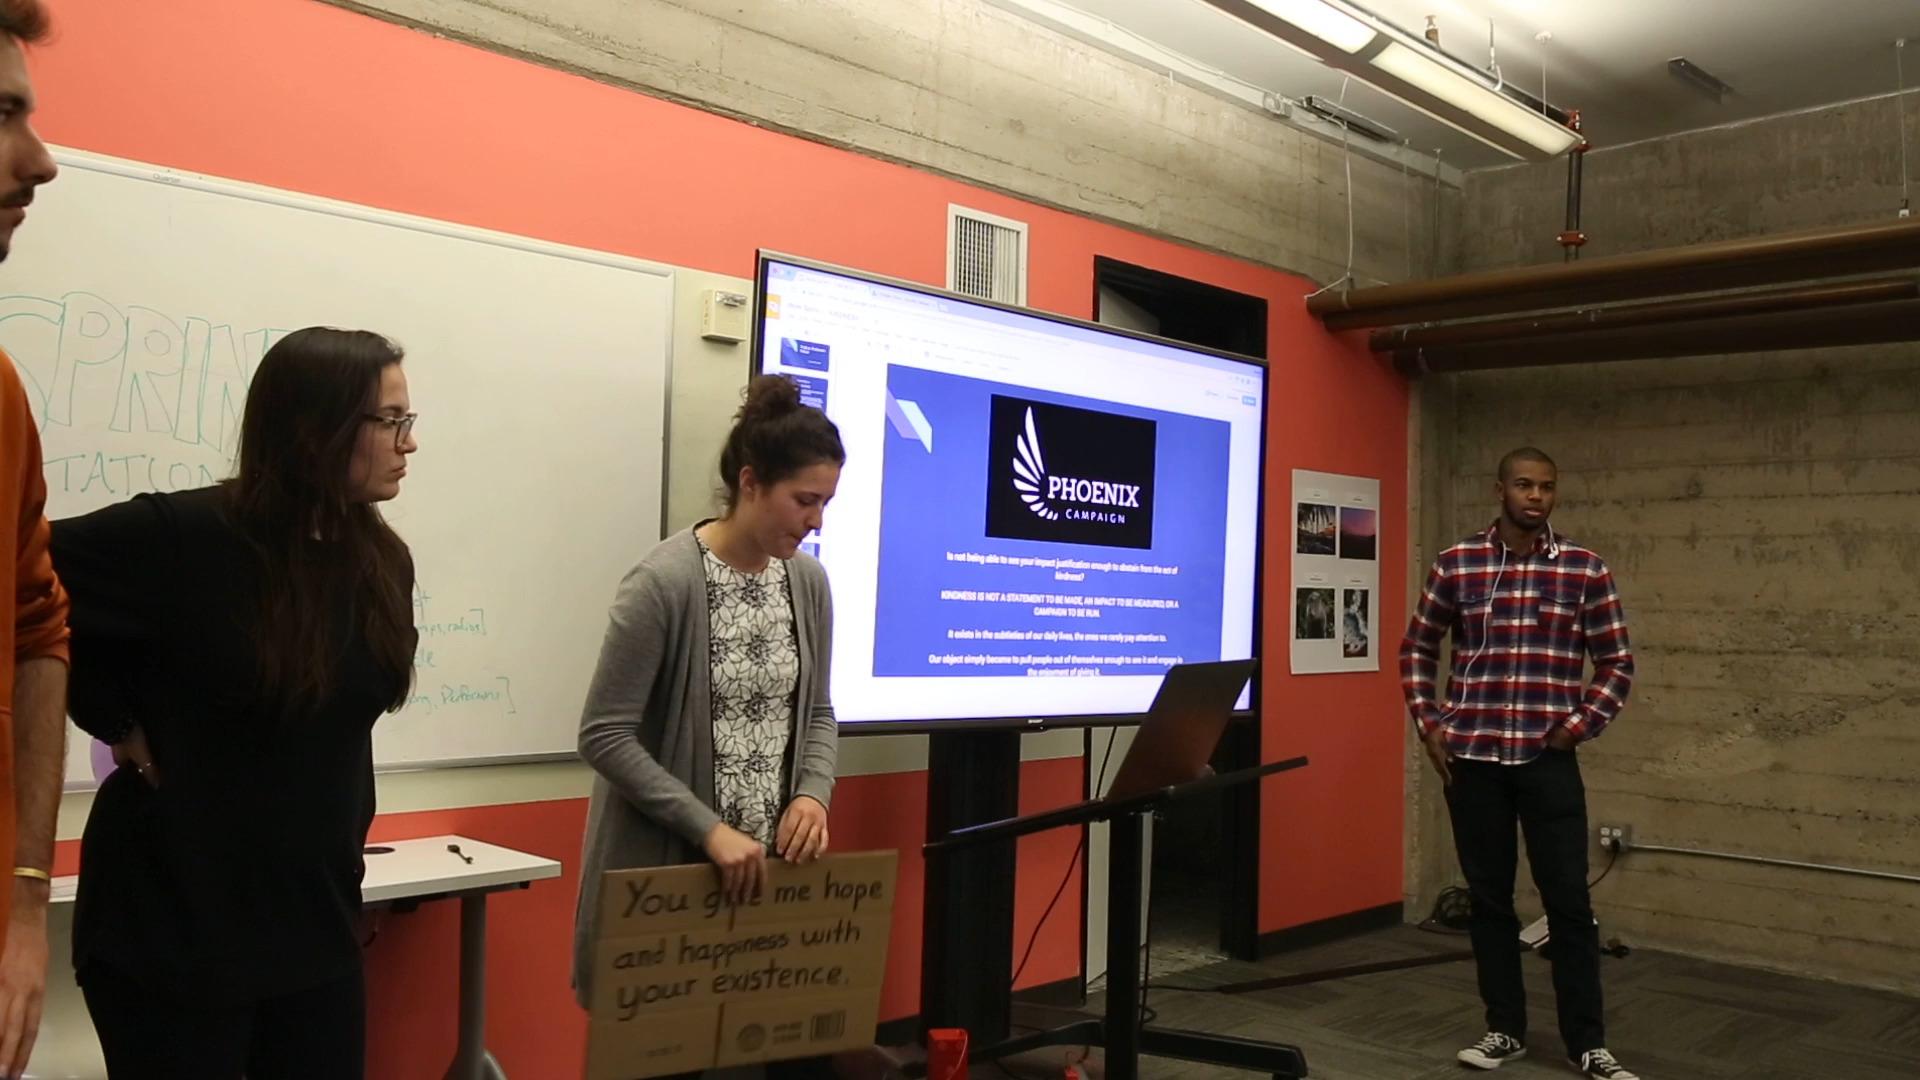 SPRIN
TATION
PHOENIX
CAMPAIGN
Is not being able to see your impact justification enough to abstain from the act of
kindness?
KINDNESS IS NOT A STATEMENT TO BE MADE, AN IMPACT TO BE MEASURED, OR A
CAMPAIGN TO BE RUN.
It exists in the subtleties of our daily lives, the ones we rarely pay attention to.
Our object simply became to pull people out of themselves enough to see it and engage in
the enjoyment of giving it.
You give me hope
and happiness with
your existence.